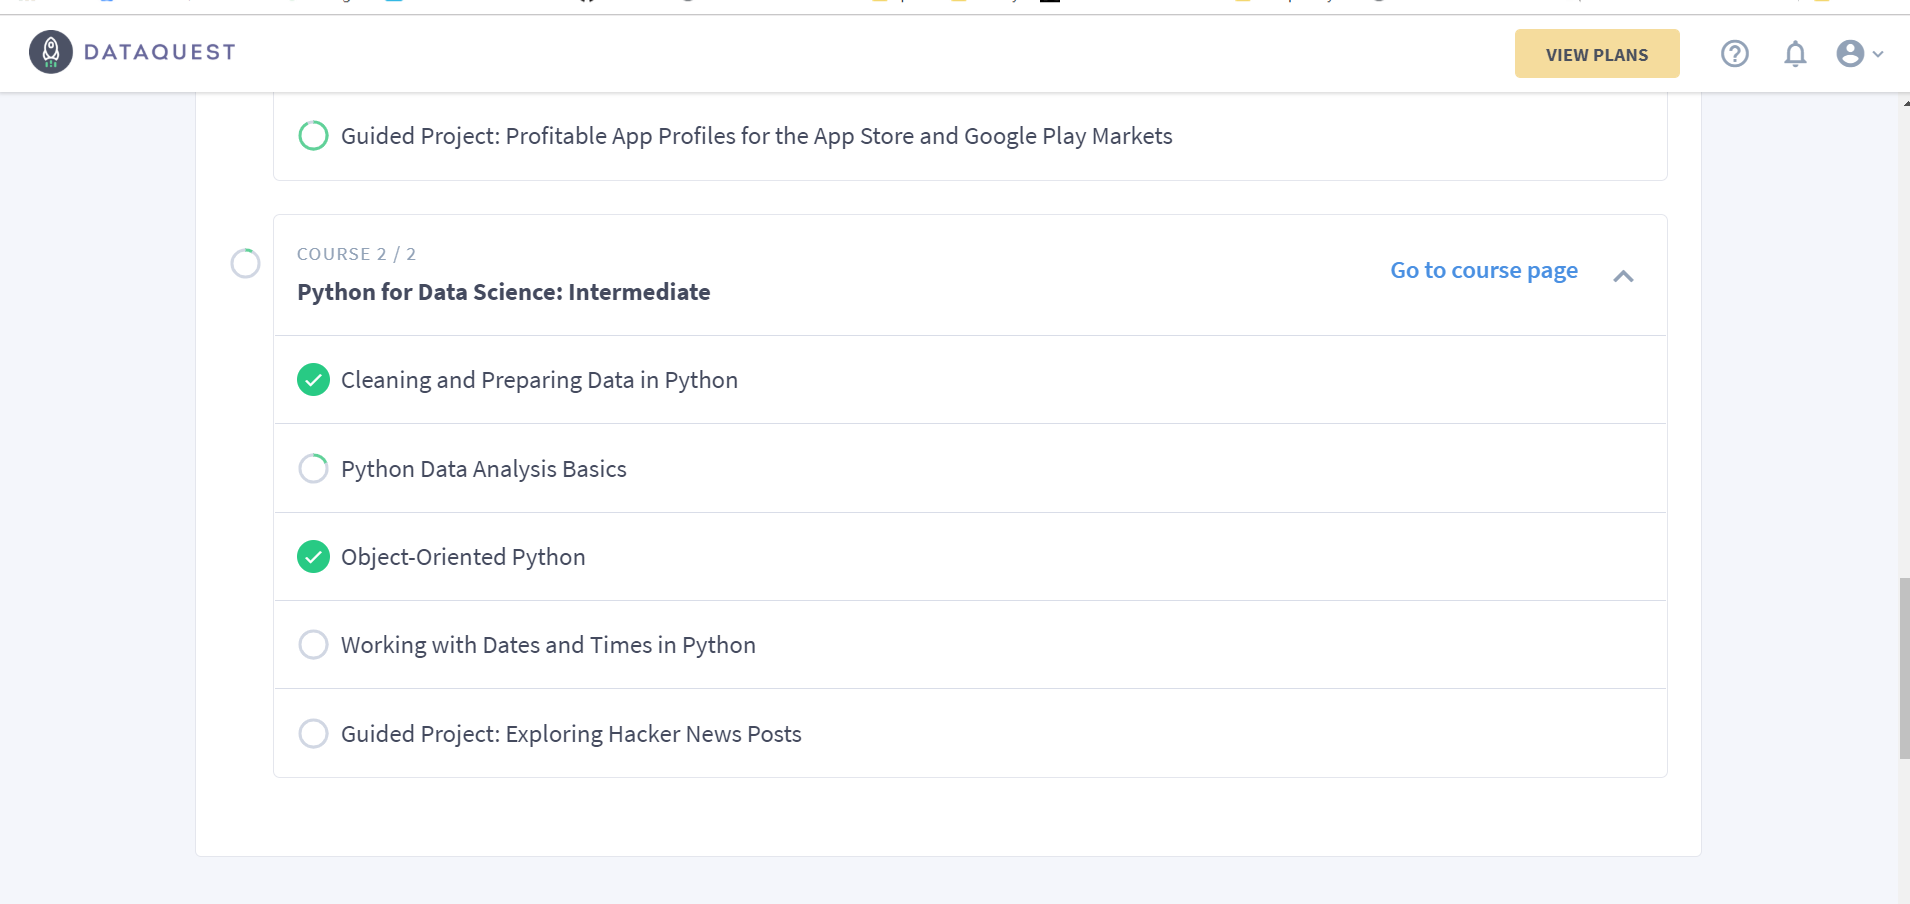 DATAQUEST
VIEW PLANS
Guided Project: Profitable App Profiles for the App Store and Google Play Markets
COURSE 2 / 2
Go to course page
Python for Data Science: Intermediate
Cleaning and Preparing Data in Python
Python Data Analysis Basics
Object-Oriented Python
Working with Dates and Times in Python
Guided Project: Exploring Hacker News Posts